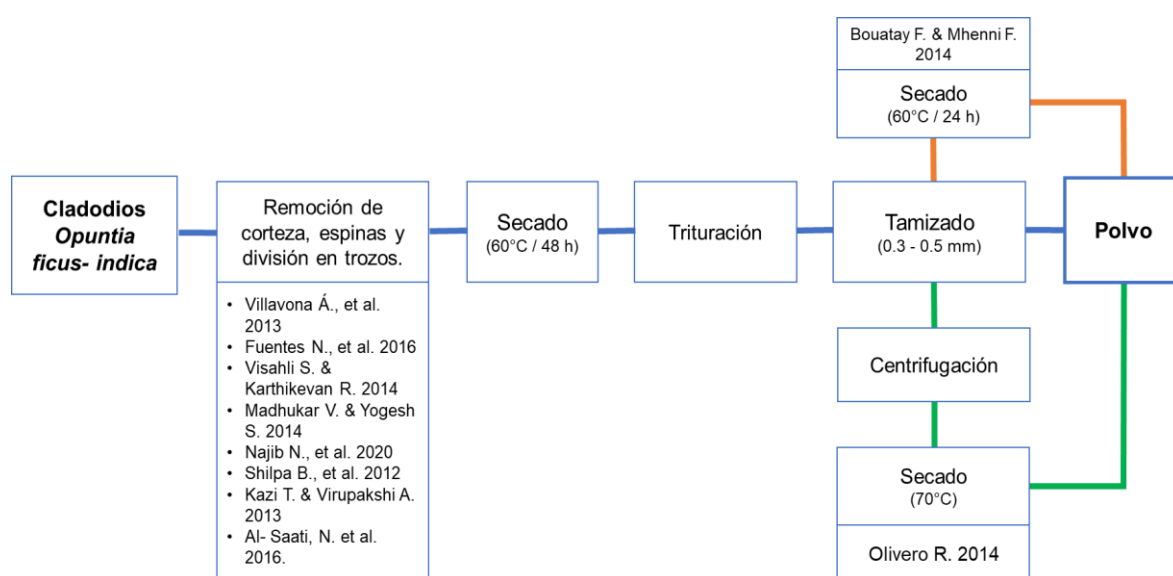 Bouatay F. & Mhenni F.
2014
Secado
(60°C / 24 h)
Cladodios
Opuntia
ficus- indica
Remoción de
corteza, espinas y
división en trozos.
• Villavona Á., et al.
2013
• Fuentes N., et al. 2016
• Visahli S. &
Karthikevan R. 2014
• Madhukar V. & Yogesh
S. 2014
• Najib N., et al. 2020
• Shilpa B., et al. 2012
• Kazi T. & Virupakshi A.
2013
• Al- Saati, N. et al.
2016.
Secado
(60°C / 48 h)
Trituración
Tamizado
(0.3 - 0.5 mm)
Polvo
Centrifugación
Secado
(70°C)
Olivero R. 2014